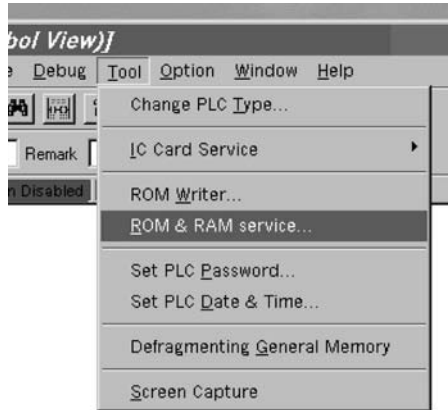 bol View)]
Debug Tool Option Window Help
Change PLC Type...
IC Card Service
Remark
Disabled
ROM Writer...
ROM & RAM service...
Set PLC Password...
Set PLC Date & Time...
Defragmenting General Memory
Screen Capture